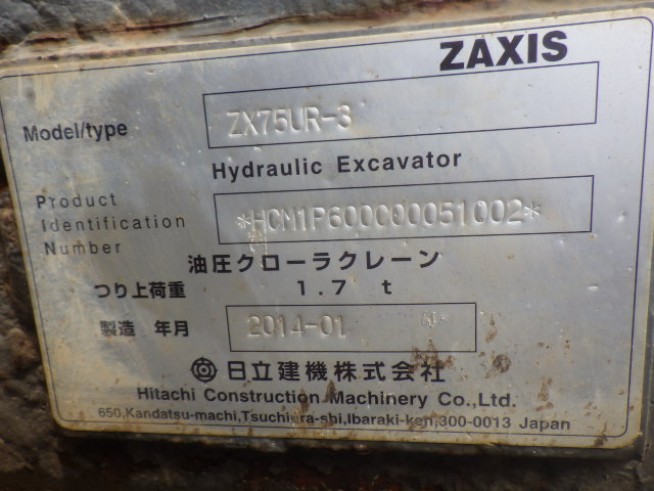 ZAXIS
Model/type ZX75UR-3
Hydraulic Excavator
Product
Identification
Number
*HCM1P600C00051002*
油圧クローラクレーン
つり上荷重 1.7 t
製造 年月 2014-01
日立建機株式会社
Hitachi Construction Machinery Co.,Ltd.
650,Kandatsu-machi,Tsuchiura-shi,Ibaraki-ken,300-0013 Japan